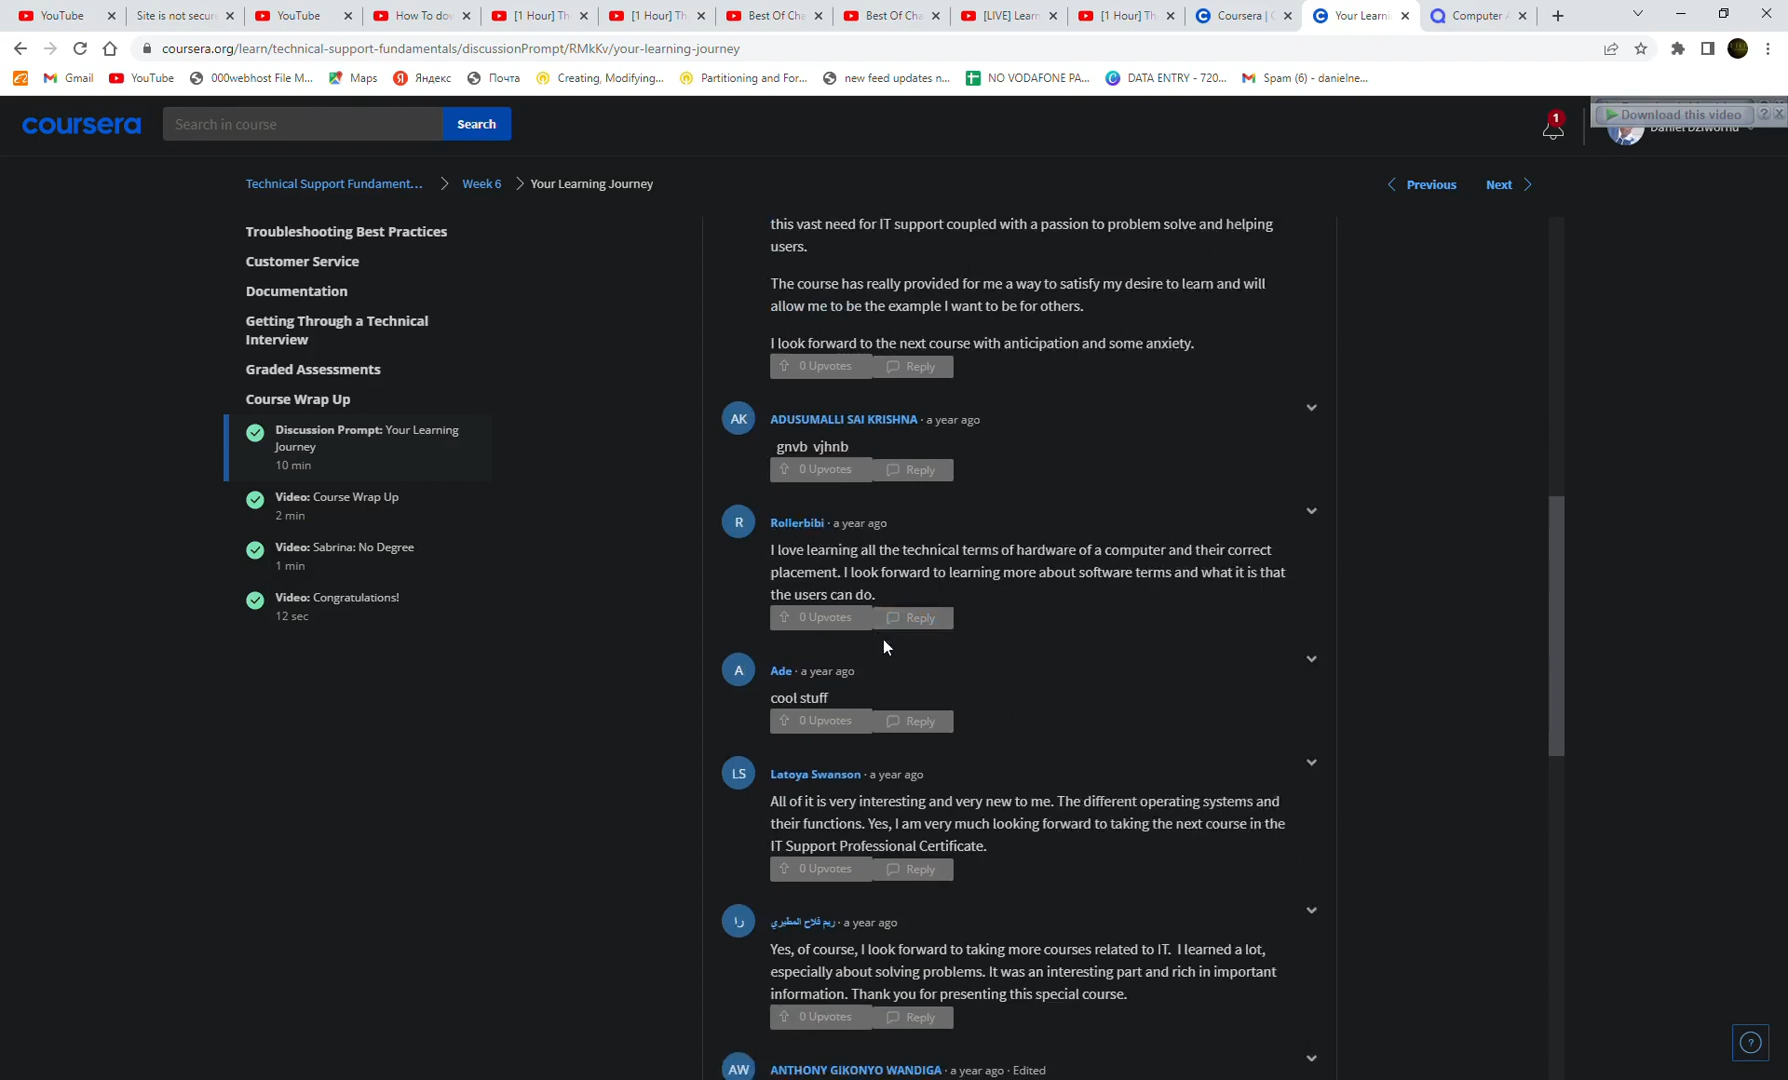 YouTube
Site is not secur
YouTube
How To dow
[1 Hour] Th
[1 Hour] Th
Best Of Cha
Best Of Cha
[LIVE] Learn
[1 Hour] Th
Coursera | C
Your Learni
Computer A
coursera.org/learn/technical-support-fundamentals/discussionPrompt/RMkKv/your-learning-journey
Gmail
YouTube
000webhost File M...
Maps
Яндекс
Почта
Creating, Modifying...
Partitioning and For...
new feed updates n...
NO VODAFONE PA...
DATA ENTRY - 720...
Spam (6) - danielne...
coursera
Search in course
Search
1
Download this video
Daniel Dziwornu
Technical Support Fundament...
Week 6
Your Learning Journey
Previous
Next
Troubleshooting Best Practices
Customer Service
Documentation
Getting Through a Technical
Interview
Graded Assessments
Course Wrap Up
Discussion Prompt: Your Learning
Journey
10 min
Video: Course Wrap Up
2 min
Video: Sabrina: No Degree
1 min
Video: Congratulations!
12 sec
this vast need for IT support coupled with a passion to problem solve and helping
users.
The course has really provided for me a way to satisfy my desire to learn and will
allow me to be the example I want to be for others.
I look forward to the next course with anticipation and some anxiety.
0 Upvotes Reply
AK ADUSUMALLI SAI KRISHNA · a year ago
gnvb vjhnb
0 Upvotes Reply
R Rollerbibi · a year ago
I love learning all the technical terms of hardware of a computer and their correct
placement. I look forward to learning more about software terms and what it is that
the users can do.
0 Upvotes Reply
A Ade · a year ago
cool stuff
0 Upvotes Reply
LS Latoya Swanson · a year ago
All of it is very interesting and very new to me. The different operating systems and
their functions. Yes, I am very much looking forward to taking the next course in the
IT Support Professional Certificate.
0 Upvotes Reply
را ريم فلاح المطيري · a year ago
Yes, of course, I look forward to taking more courses related to IT. I learned a lot,
especially about solving problems. It was an interesting part and rich in important
information. Thank you for presenting this special course.
0 Upvotes Reply
AW ANTHONY GIKONYO WANDIGA · a year ago · Edited